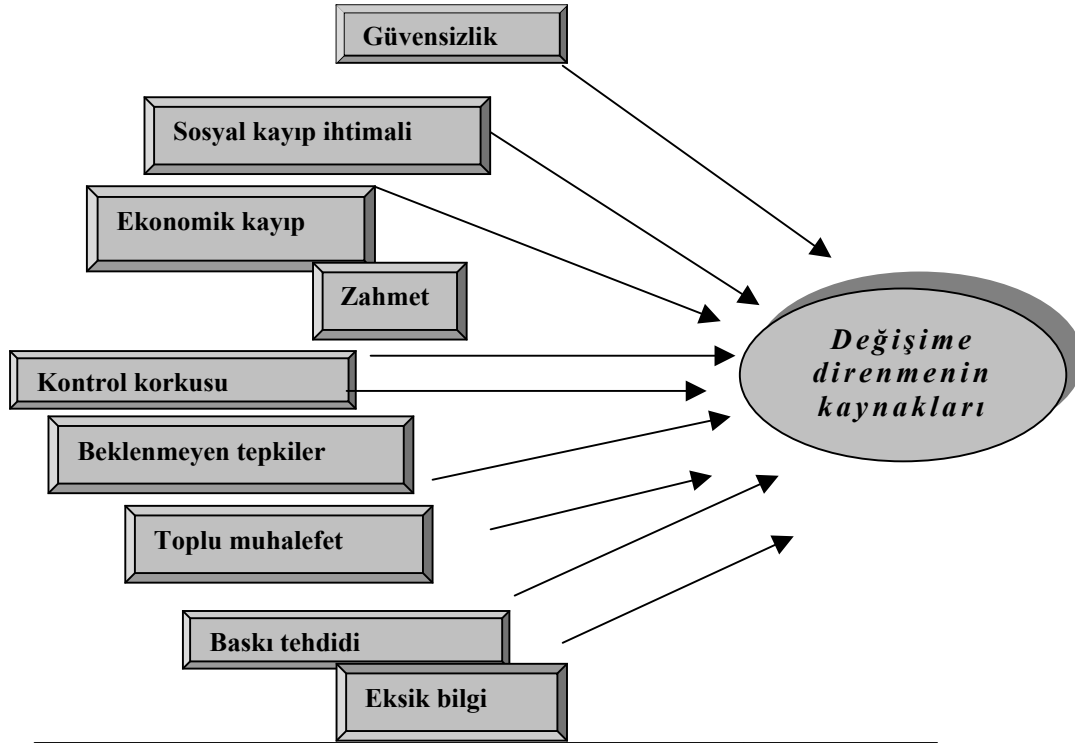 Güvensizlik
Sosyal kayıp ihtimali
Ekonomik kayıp
Zahmet
Kontrol korkusu
Beklenmeyen tepkiler
Toplu muhalefet
Baskı tehdidi
Eksik bilgi
Değişime
direnmenin
kaynakları